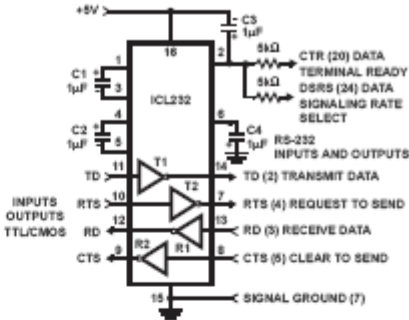 +5V
C3
1µF
16
1
2
5kΩ
CTR (20) DATA
TERMINAL READY
C1
1µF
3
ICL232
5kΩ
DSRS (24) DATA
SIGNALING RATE
SELECT
4
6
C2
1µF
5
C4
1µF
RS-232
INPUTS AND OUTPUTS
TD
11
T1
14
TD (2) TRANSMIT DATA
RTS
10
T2
7
RTS (4) REQUEST TO SEND
INPUTS
OUTPUTS
TTL/CMOS
RD
12
R1
13
RD (3) RECEIVE DATA
CTS
9
R2
8
CTS (5) CLEAR TO SEND
15
SIGNAL GROUND (7)